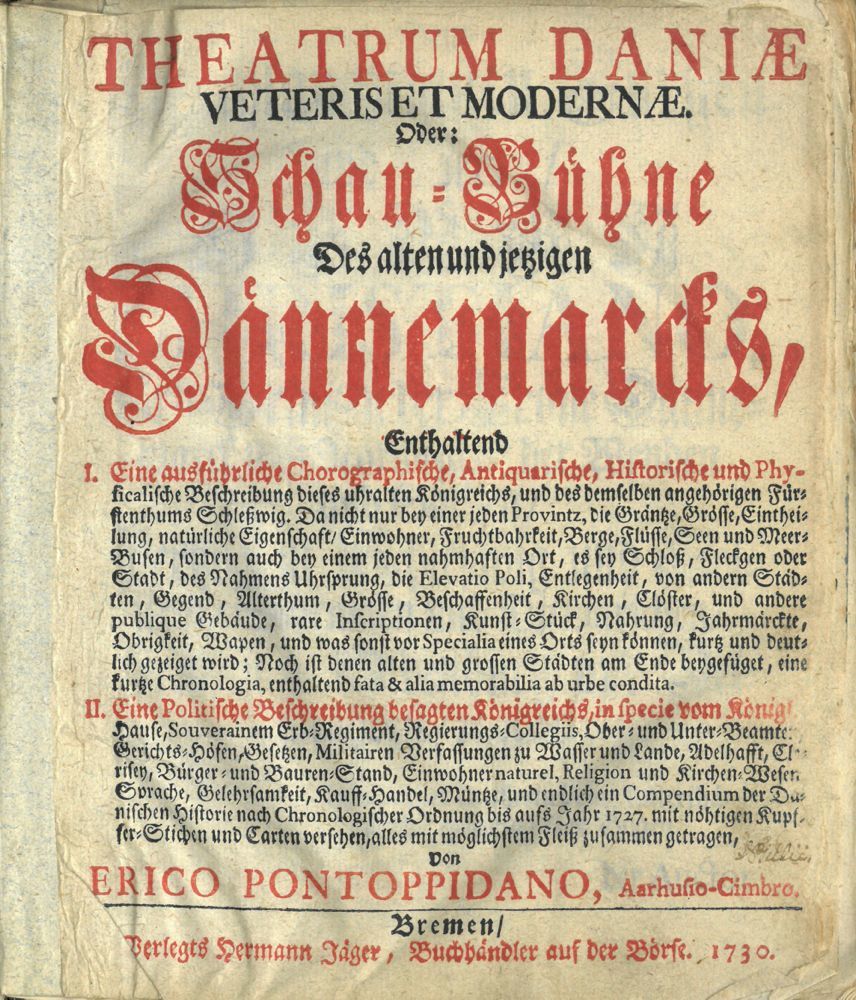 THEATRUM DANIÆ
VETERIS ET MODERNÆ.
Oder:
Schau-Bühne
Des alten und jetzigen
Dännemarcks,
Enthaltend
I. Eine ausführliche Chorographische, Antiquarische, Historische und Phy-
sicalische Beschreibung dieses uhralten Königreichs, und des demselben angehörigen Für-
stenthums Schleßwig. Da nicht nur bey einer jeden Provintz, die Gräntze, Grösse, Einthei-
lung, natürliche Eigenschaft/ Einwohner, Fruchtbahrkeit, Berge, Flüsse, Seen und Meer-
Busen, sondern auch bey einem jeden nahmhaften Ort, es sey Schloß, Fleckgen oder
Stadt, des Nahmens Uhrsprung, die Elevatio Poli, Entlegenheit, von andern Städ-
ten, Gegend, Alterthum, Grösse, Beschaffenheit, Kirchen, Clöster, und andere
publique Gebäude, rare Inscriptionen, Kunst-Stück, Nahrung, Jahrmärckte,
Obrigkeit, Wapen, und was sonst vor Specialia eines Orts seyn können, kurtz und deut-
lich gezeiget wird; Noch ist denen alten und grossen Städten am Ende beygefüget, eine
kurtze Chronologia, enthaltend fata & alia memorabilia ab urbe condita.
II. Eine Politische Beschreibung besagten Königreichs, in specie vom Königl
Hause, Souverainem Erb-Regiment, Regierungs-Collegiis, Ober- und Unter-Beamte
Gerichts-Höfen, Gesetzen, Militairen Verfassungen zu Wasser und Lande, Adelhafft, Cl
risey, Bürger- und Bauren-Stand, Einwohner naturel, Religion und Kirchen-Wesen
Sprache, Gelehrsamkeit, Kauff-Handel, Müntze, und endlich ein Compendium der Dä-
nischen Historie nach Chronologischer Ordnung bis aufs Jahr 1727. mit nöhtigen Kupf-
fer-Stichen und Carten versehen, alles mit möglichstem Fleiß zusammen getragen,
von
ERICO PONTOPPIDANO, Aarhusio-Cimbro.
Bremen/
Verlegts Hermann Jäger, Buchhändler auf der Börse. 1730.